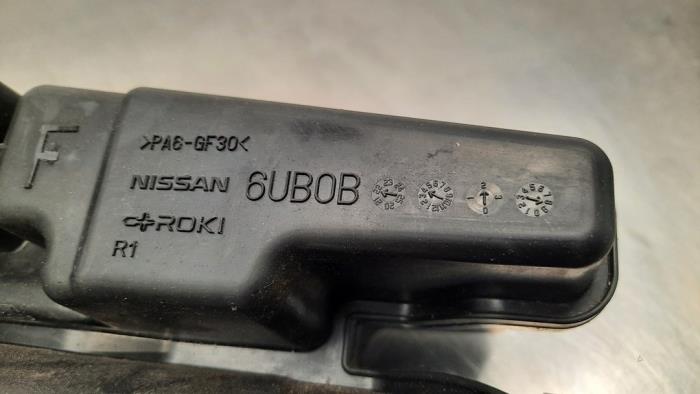 F
>PA6-GF30<
NISSAN 6UB0B
ROKI
R1